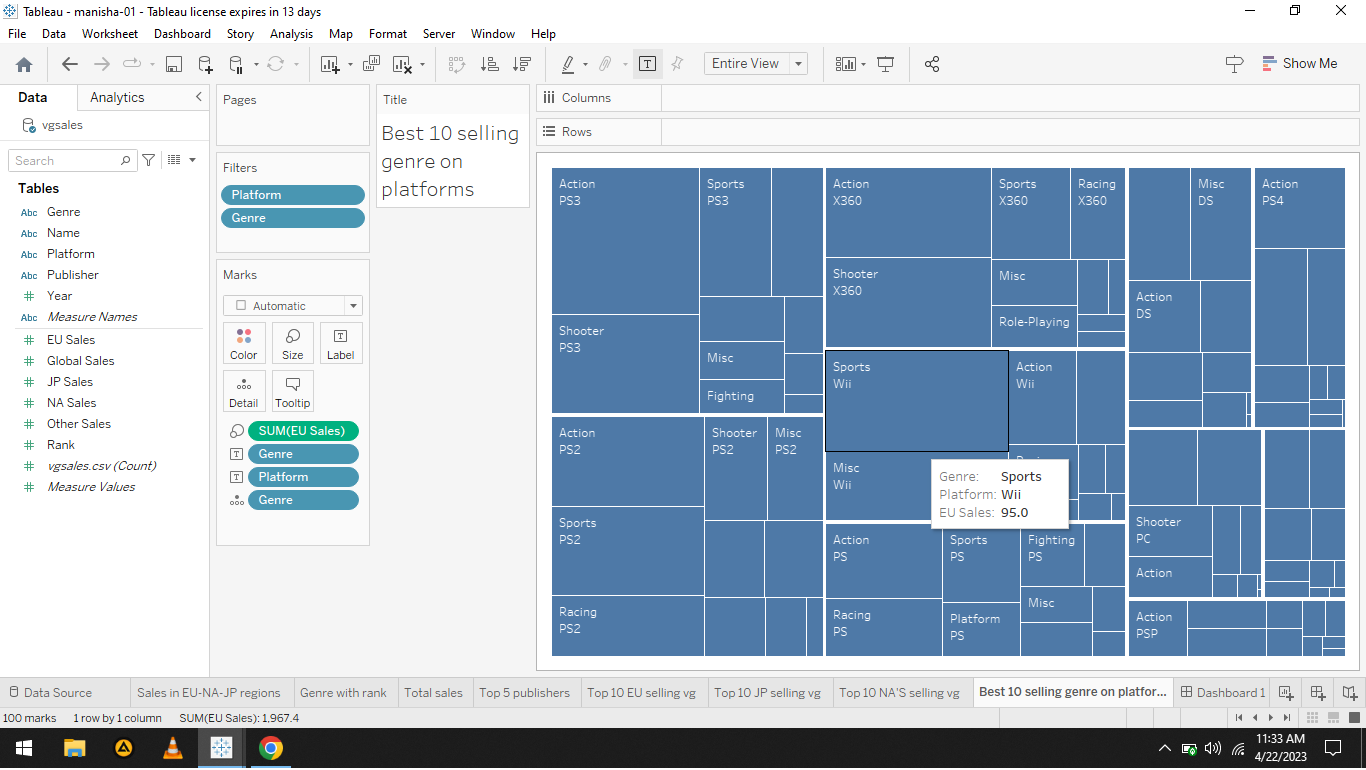 Tableau - manisha-01 - Tableau license expires in 13 days
File Data Worksheet Dashboard Story Analysis Map Format Server Window Help
Entire View
Show Me
Data Analytics
vgsales
Search
Tables
Abc Genre
Abc Name
Abc Platform
Abc Publisher
Year
Abc Measure Names
EU Sales
Global Sales
JP Sales
NA Sales
Other Sales
Rank
vgsales.csv (Count)
Measure Values
Pages
Filters
Platform
Genre
Marks
Automatic
Color Size Label
Detail Tooltip
SUM(EU Sales)
Genre
Platform
Genre
Title
Best 10 selling
genre on
platforms
Columns
Rows
Action
PS3
Sports
PS3
Shooter
PS3
Misc
Fighting
Action
X360
Sports
X360
Racing
X360
Shooter
X360
Misc
Role-Playing
Misc
DS
Action
DS
Action
PS4
Sports
Wii
Action
Wii
Misc
Wii
Genre: Sports
Platform: Wii
EU Sales: 95.0
Action
PS2
Shooter
PS2
Misc
PS2
Sports
PS2
Racing
PS2
Action
PS
Sports
PS
Fighting
PS
Racing
PS
Platform
PS
Misc
Shooter
PC
Action
Action
PSP
Data Source Sales in EU-NA-JP regions Genre with rank Total sales Top 5 publishers Top 10 EU selling vg Top 10 JP selling vg Top 10 NA'S selling vg Best 10 selling genre on platfor... Dashboard 1
100 marks 1 row by 1 column SUM(EU Sales): 1,967.4
11:33 AM
4/22/2023